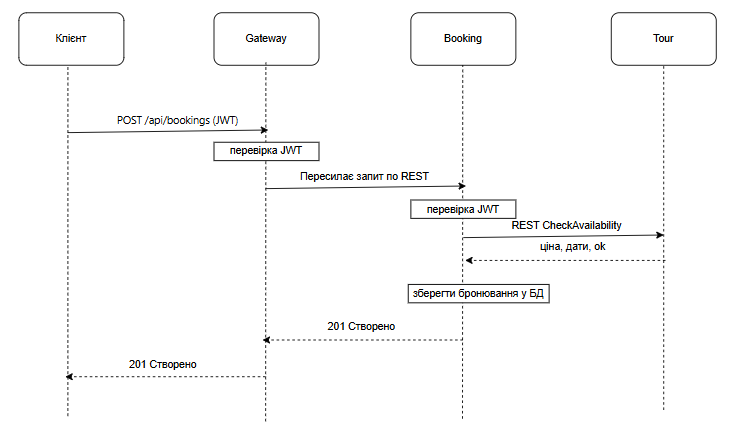 Клієнт
Gateway
Booking
Tour
POST /api/bookings (JWT)
перевірка JWT
Пересилає запит по REST
перевірка JWT
REST CheckAvailability
ціна, дати, ok
зберегти бронювання у БД
201 Створено
201 Створено